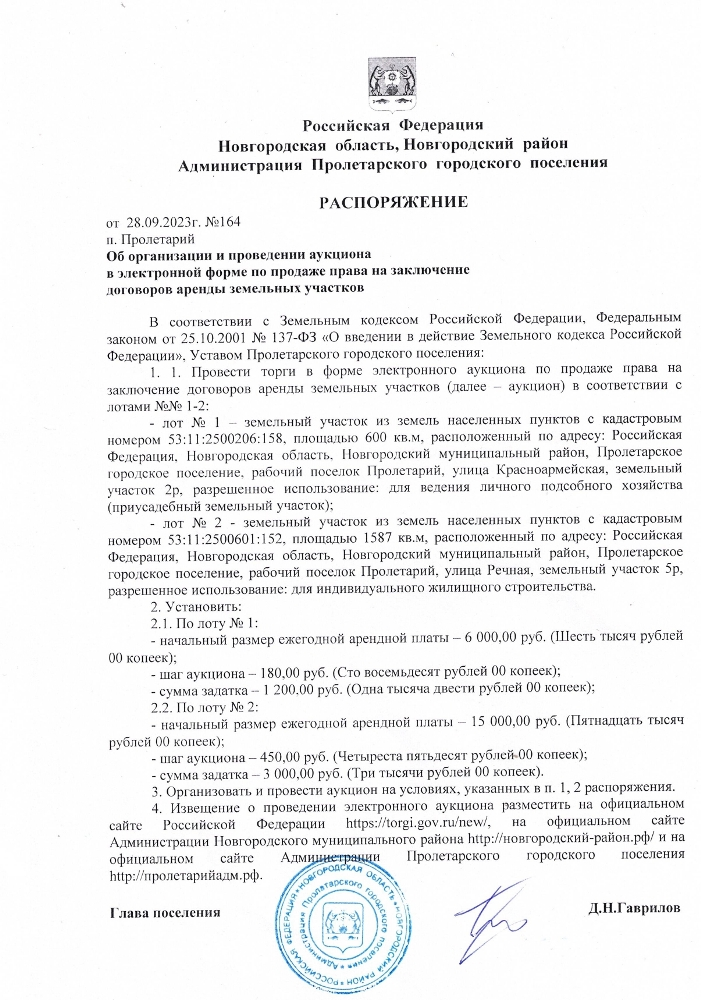 Российская Федерация
Новгородская область, Новгородский район
Администрация Пролетарского городского поселения
РАСПОРЯЖЕНИЕ
от 28.09.2023г. №164
п. Пролетарий
Об организации и проведении аукциона
в электронной форме по продаже права на заключение
договоров аренды земельных участков
В соответствии с Земельным кодексом Российской Федерации, Федеральным
законом от 25.10.2001 № 137-ФЗ «О введении в действие Земельного кодекса Российской
Федерации», Уставом Пролетарского городского поселения:
1. 1. Провести торги в форме электронного аукциона по продаже права на
заключение договоров аренды земельных участков (далее – аукцион) в соответствии с
лотами №№ 1-2:
- лот № 1 – земельный участок из земель населенных пунктов с кадастровым
номером 53:11:2500206:158, площадью 600 кв.м, расположенный по адресу: Российская
Федерация, Новгородская область, Новгородский муниципальный район, Пролетарское
городское поселение, рабочий поселок Пролетарий, улица Красноармейская, земельный
участок 2р, разрешенное использование: для ведения личного подсобного хозяйства
(приусадебный земельный участок);
- лот № 2 - земельный участок из земель населенных пунктов с кадастровым
номером 53:11:2500601:152, площадью 1587 кв.м, расположенный по адресу: Российская
Федерация, Новгородская область, Новгородский муниципальный район, Пролетарское
городское поселение, рабочий поселок Пролетарий, улица Речная, земельный участок 5р,
разрешенное использование: для индивидуального жилищного строительства.
2. Установить:
2.1. По лоту № 1:
- начальный размер ежегодной арендной платы – 6 000,00 руб. (Шесть тысяч рублей
00 копеек);
- шаг аукциона – 180,00 руб. (Сто восемьдесят рублей 00 копеек);
- сумма задатка – 1 200.00 руб. (Одна тысяча двести рублей 00 копеек);
2.2. По лоту № 2:
- начальный размер ежегодной арендной платы – 15 000,00 руб. (Пятнадцать тысяч
рублей 00 копеек);
- шаг аукциона – 450,00 руб. (Четыреста пятьдесят рублей 00 копеек);
- сумма задатка – 3 000,00 руб. (Три тысячи рублей 00 копеек).
3. Организовать и провести аукцион на условиях, указанных в п. 1, 2 распоряжения.
4. Извещение о проведении электронного аукциона разместить на официальном
сайте Российской Федерации https://torgi.gov.ru/new/, на официальном сайте
Администрации Новгородского муниципального района http://новгородский-район.рф/ и на
официальном сайте Администрации Пролетарского городского поселения
http://пролетарийадм.рф.
Глава поселения Д.Н.Гаврилов
РОССИЙСКАЯ ФЕДЕРАЦИЯ * НОВГОРОДСКАЯ ОБЛАСТЬ * НОВГОРОДСКИЙ РАЙОН *
Администрация Пролетарского городского поселения *